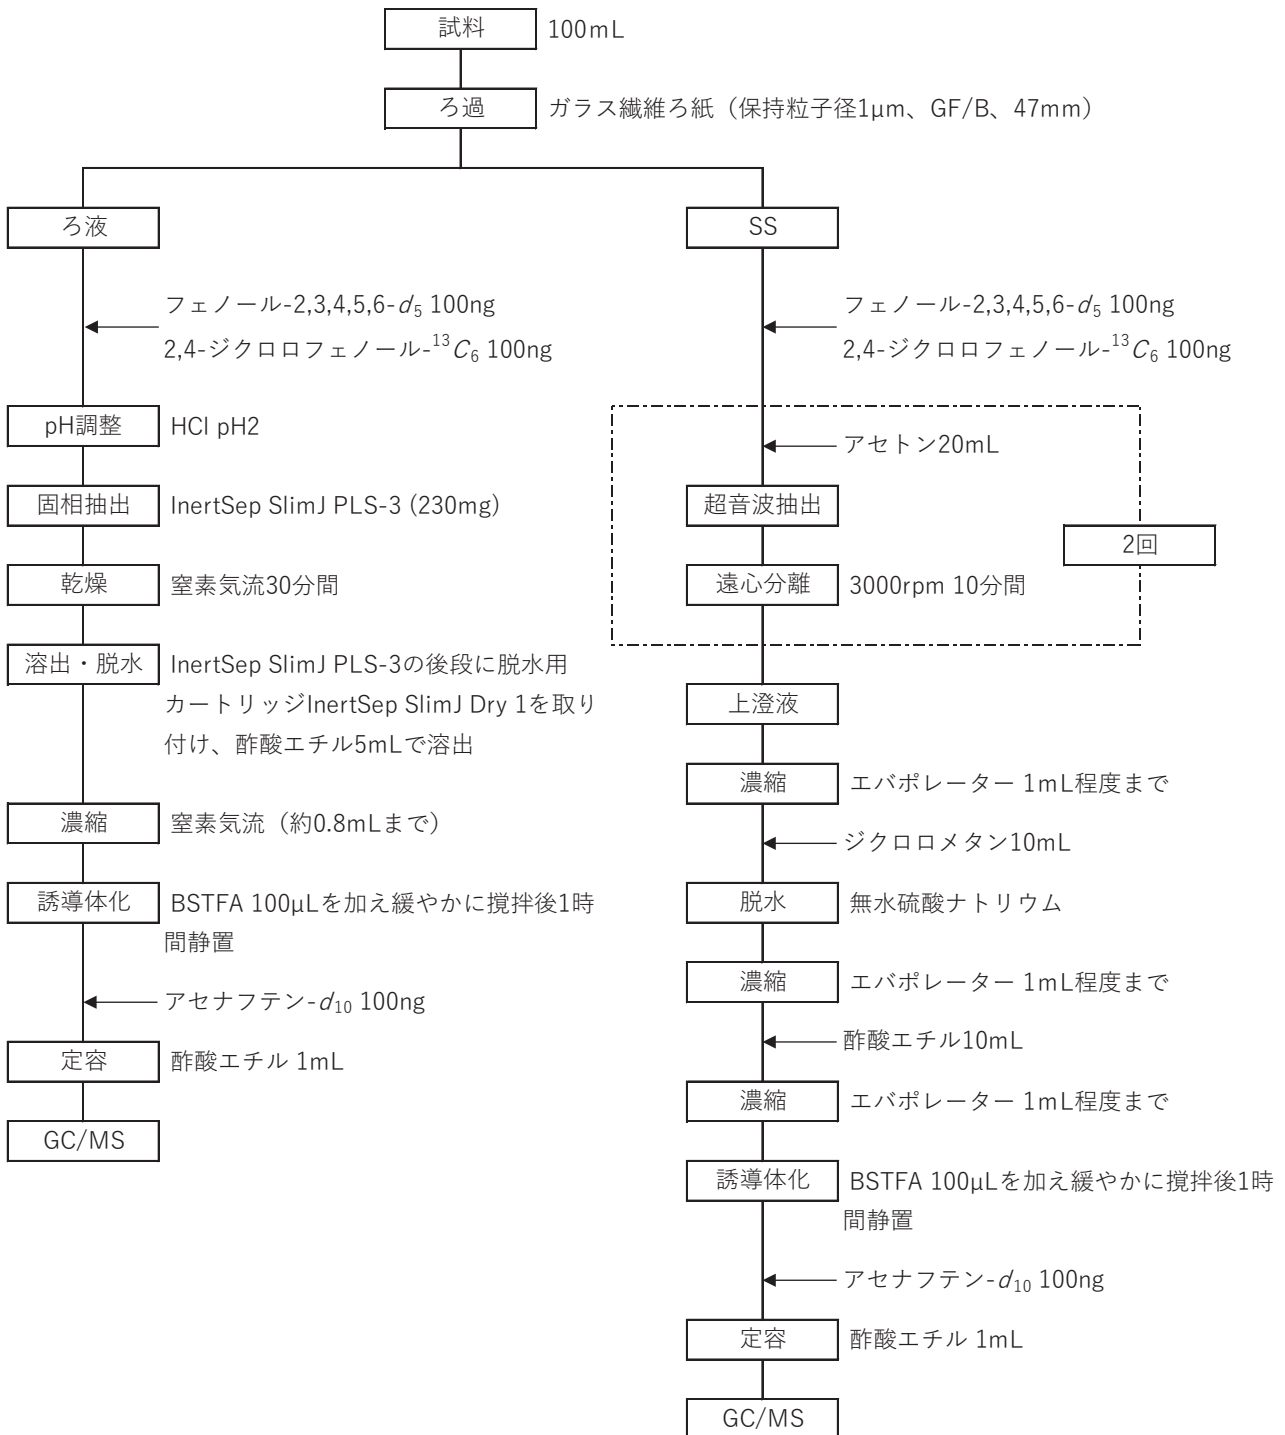 試料 100mL
ろ過 ガラス繊維ろ紙（保持粒子径1μm、GF/B、47mm）
ろ液
フェノール-2,3,4,5,6-d5 100ng
2,4-ジクロロフェノール-13C6 100ng
pH調整 HCl pH2
固相抽出 InertSep SlimJ PLS-3 (230mg)
乾燥 窒素気流30分間
溶出・脱水 InertSep SlimJ PLS-3の後段に脱水用
カートリッジInertSep SlimJ Dry 1を取り
付け、酢酸エチル5mLで溶出
濃縮 窒素気流（約0.8mLまで）
誘導体化 BSTFA 100μLを加え緩やかに撹拌後1時
間静置
アセナフテン-d10 100ng
定容 酢酸エチル 1mL
GC/MS
SS
フェノール-2,3,4,5,6-d5 100ng
2,4-ジクロロフェノール-13C6 100ng
アセトン20mL
超音波抽出
2回
遠心分離 3000rpm 10分間
上澄液
濃縮 エバポレーター 1mL程度まで
ジクロロメタン10mL
脱水 無水硫酸ナトリウム
濃縮 エバポレーター 1mL程度まで
酢酸エチル10mL
濃縮 エバポレーター 1mL程度まで
誘導体化 BSTFA 100μLを加え緩やかに撹拌後1時
間静置
アセナフテン-d10 100ng
定容 酢酸エチル 1mL
GC/MS